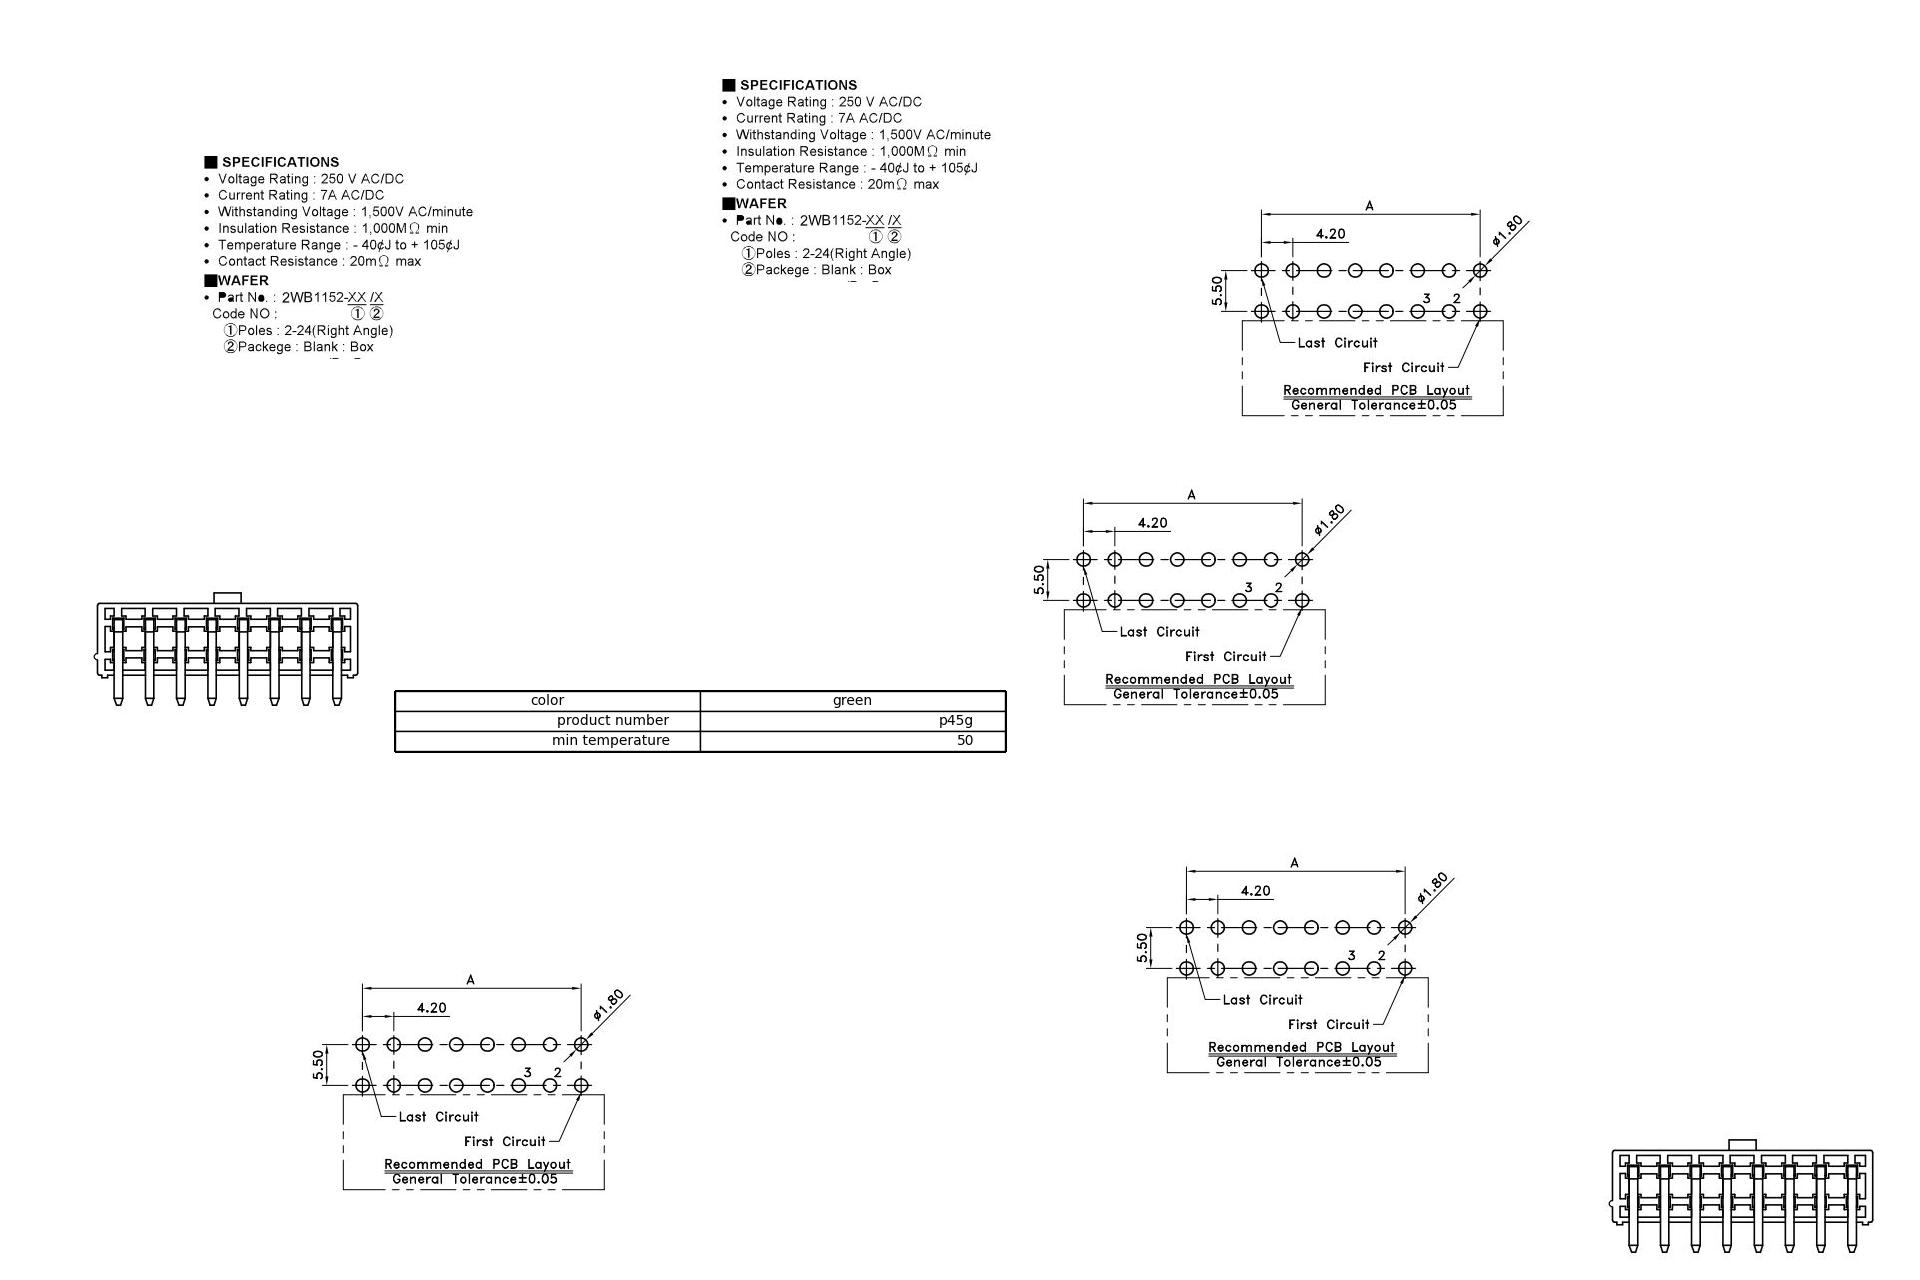 ■ SPECIFICATIONS
• Voltage Rating : 250 V AC/DC
• Current Rating : 7A AC/DC
• Withstanding Voltage : 1,500V AC/minute
• Insulation Resistance : 1,000MΩ min
• Temperature Range : - 40¢J to + 105¢J
• Contact Resistance : 20mΩ max
■WAFER
• Part No. : 2WB1152-XX /X
Code NO : ① ②
①Poles : 2-24(Right Angle)
②Packege : Blank : Box
■ SPECIFICATIONS
• Voltage Rating : 250 V AC/DC
• Current Rating : 7A AC/DC
• Withstanding Voltage : 1,500V AC/minute
• Insulation Resistance : 1,000MΩ min
• Temperature Range : - 40¢J to + 105¢J
• Contact Resistance : 20mΩ max
■WAFER
• Part No. : 2WB1152-XX /X
Code NO : ① ②
①Poles : 2-24(Right Angle)
②Packege : Blank : Box
A
4.20
ø1.80
5.50
3 2
Last Circuit
First Circuit
Recommended PCB Layout
General Tolerance±0.05
A
4.20
ø1.80
5.50
3 2
Last Circuit
First Circuit
Recommended PCB Layout
General Tolerance±0.05
color green
product number p45g
min temperature 50
A
4.20
ø1.80
5.50
3 2
Last Circuit
First Circuit
Recommended PCB Layout
General Tolerance±0.05
A
4.20
ø1.80
5.50
3 2
Last Circuit
First Circuit
Recommended PCB Layout
General Tolerance±0.05